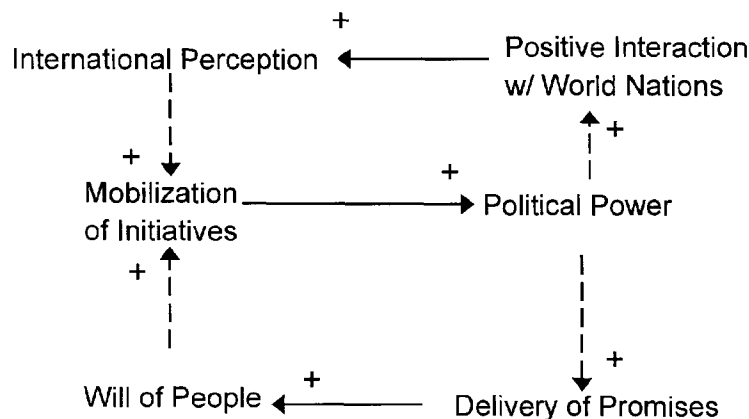 +
International Perception
Positive Interaction
w/ World Nations
+
+
+
Mobilization
of Initiatives
Political Power
+
+
+
Will of People
Delivery of Promises